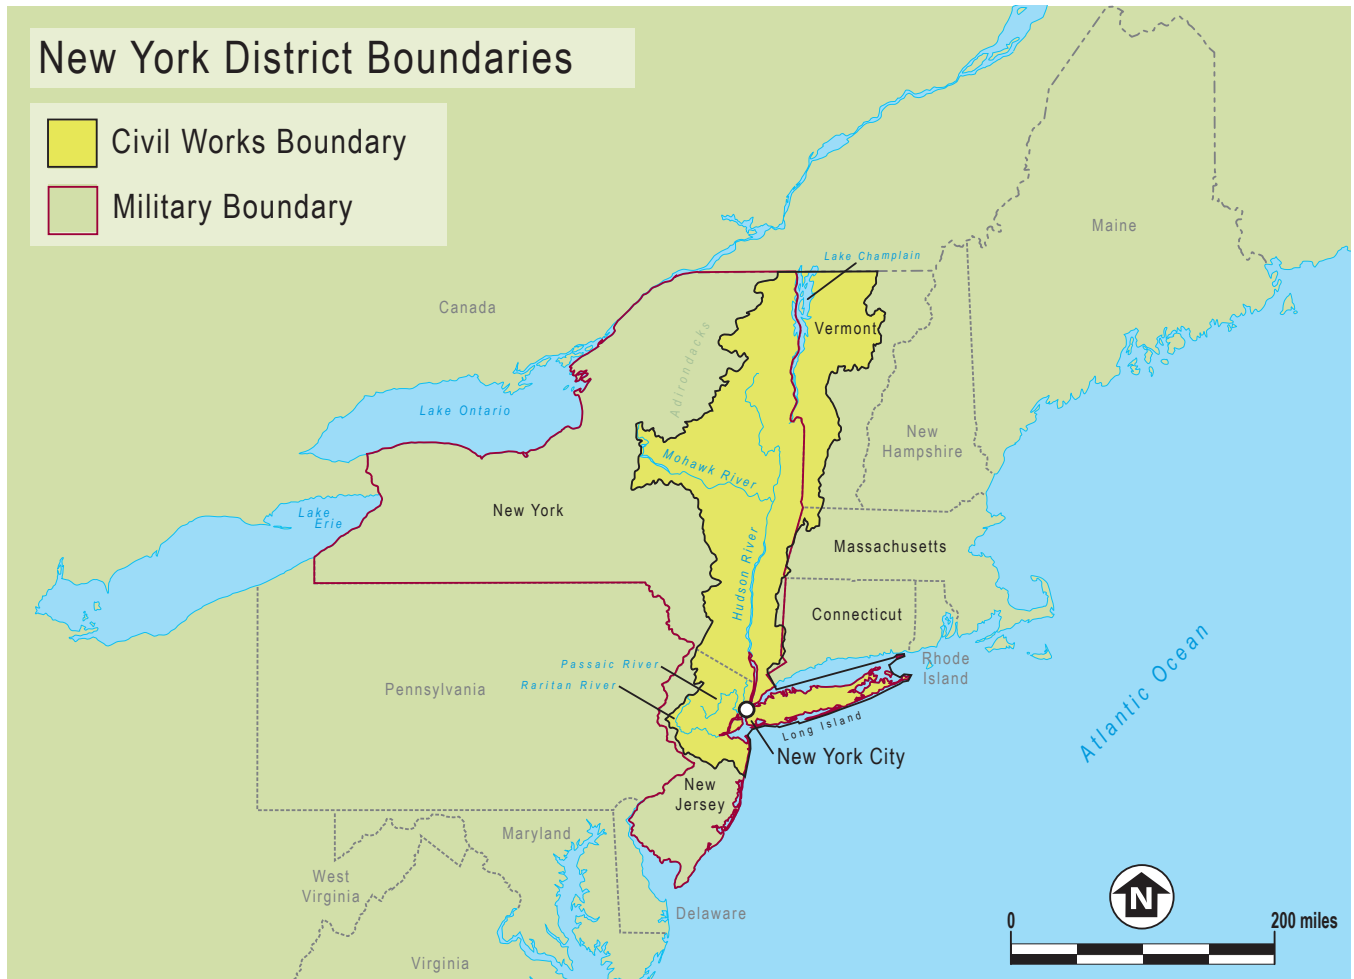 New York District Boundaries
Civil Works Boundary
Military Boundary
Maine
Lake Champlain
Canada
Vermont
Adirondacks
Lake Ontario
New
Hampshire
Mohawk River
New York
Lake
Erie
Massachusetts
Hudson River
Connecticut
Rhode
Island
Passaic River
Raritan River
Pennsylvania
Atlantic Ocean
Long Island
New York City
New
Jersey
Maryland
West
Virginia
Delaware
Virginia
N
0
200 miles